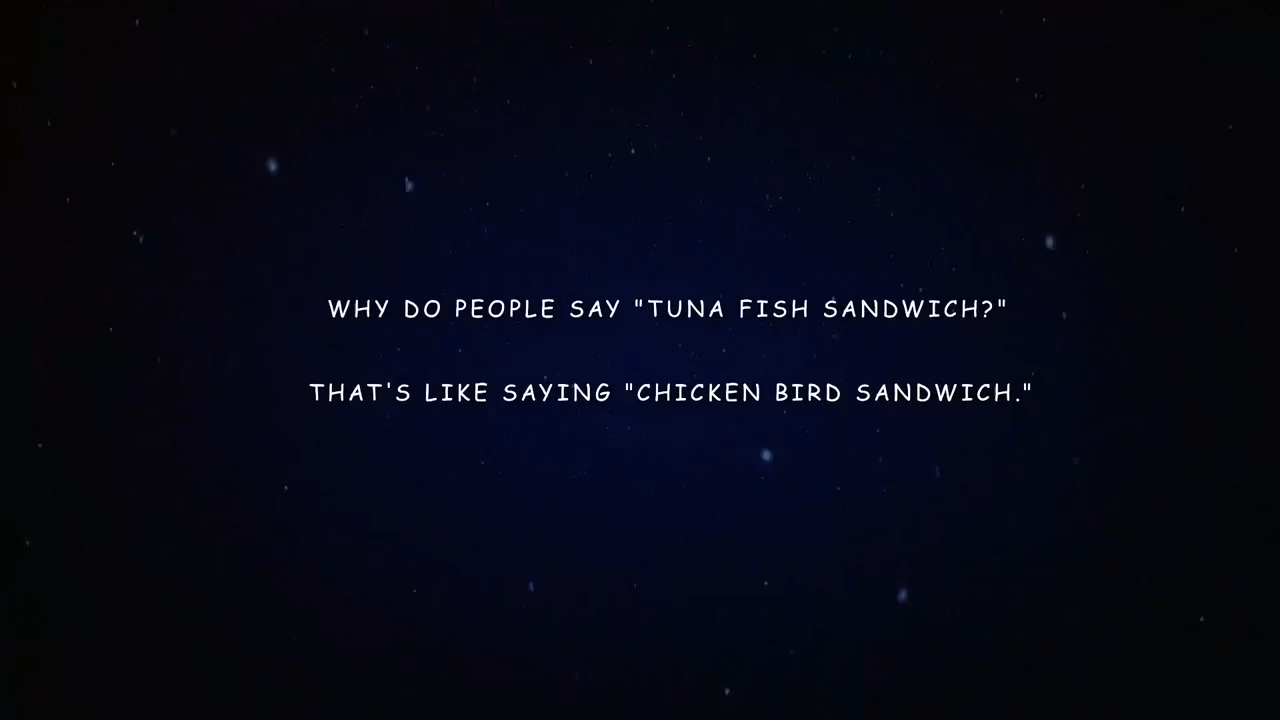 WHY DO PEOPLE SAY "TUNA FISH SANDWICH?"
THAT'S LIKE SAYING "CHICKEN BIRD SANDWICH."